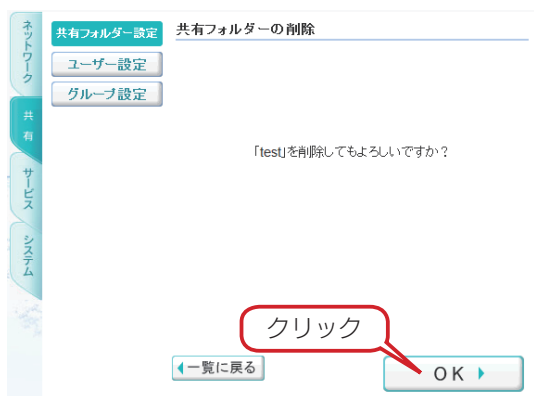 ネットワーク
共有
サービス
システム
共有フォルダー設定
ユーザー設定
グループ設定
共有フォルダーの削除
「test」を削除してもよろしいですか？
クリック
一覧に戻る
OK